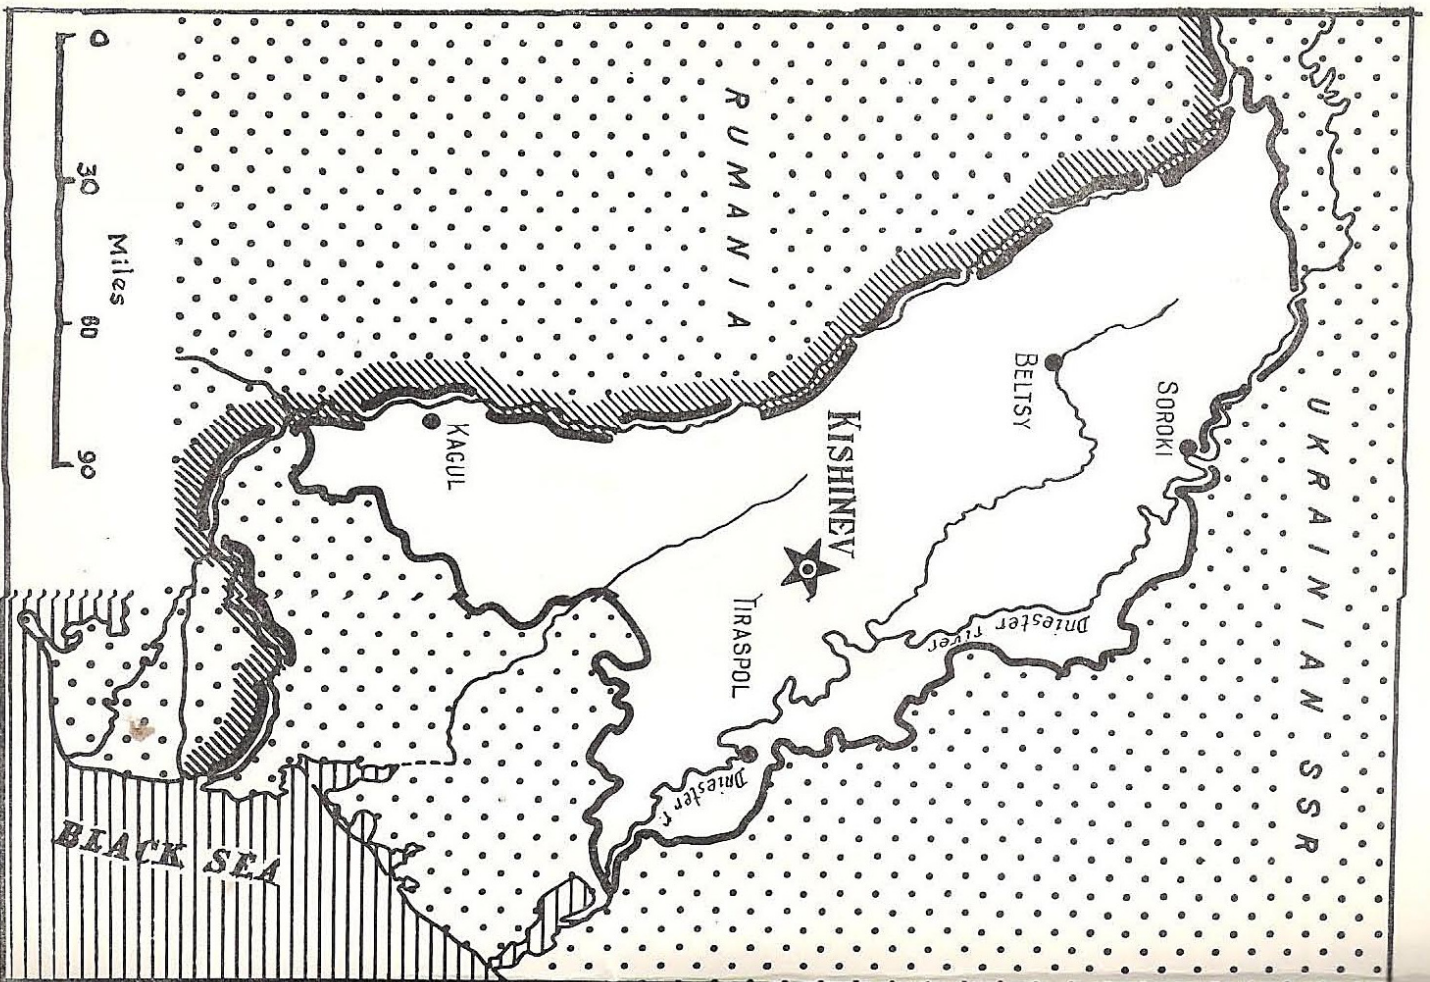 UKRAINIAN SSR
SOROKI
BELTSY
Dniester river
KISHINEV
TIRASPOL
Dniester r.
RUMANIA
KAGUL
BLACK SEA
0 30 60 90
Miles